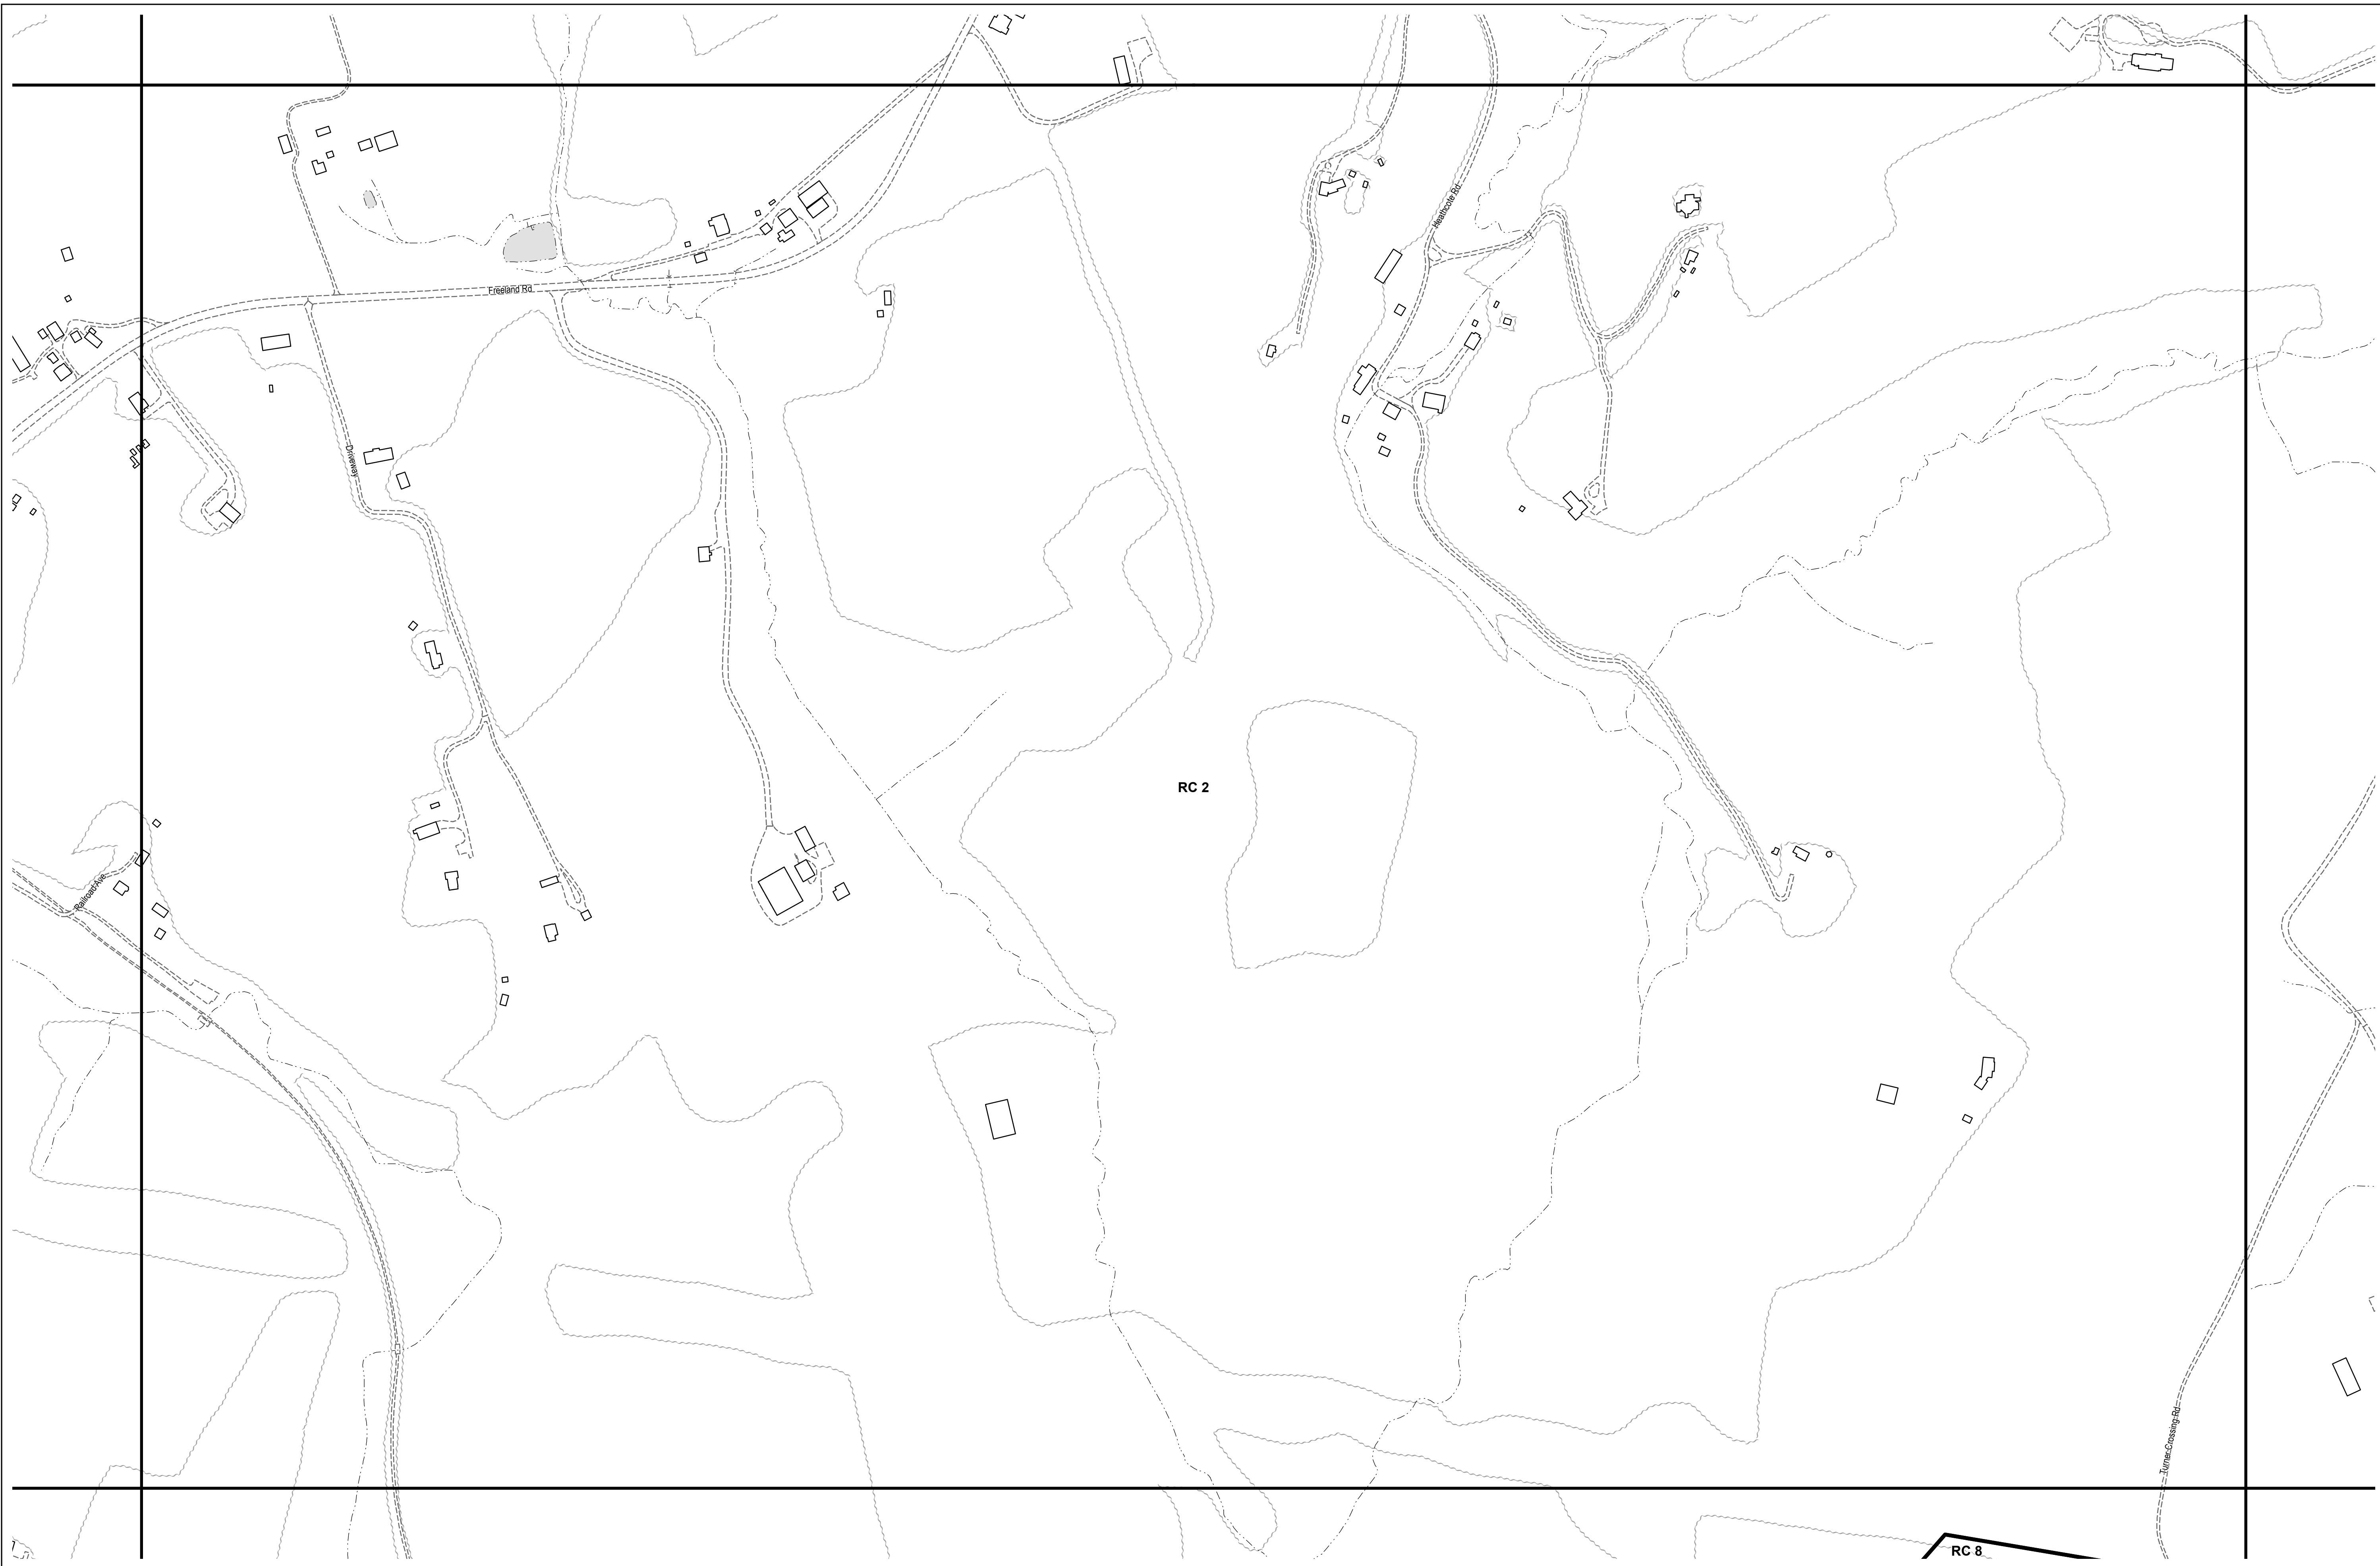 Heathcote Rd
Freeland Rd
Driveway
RC 2
Railroad Ave
Turner Crossing Rd
RC 8